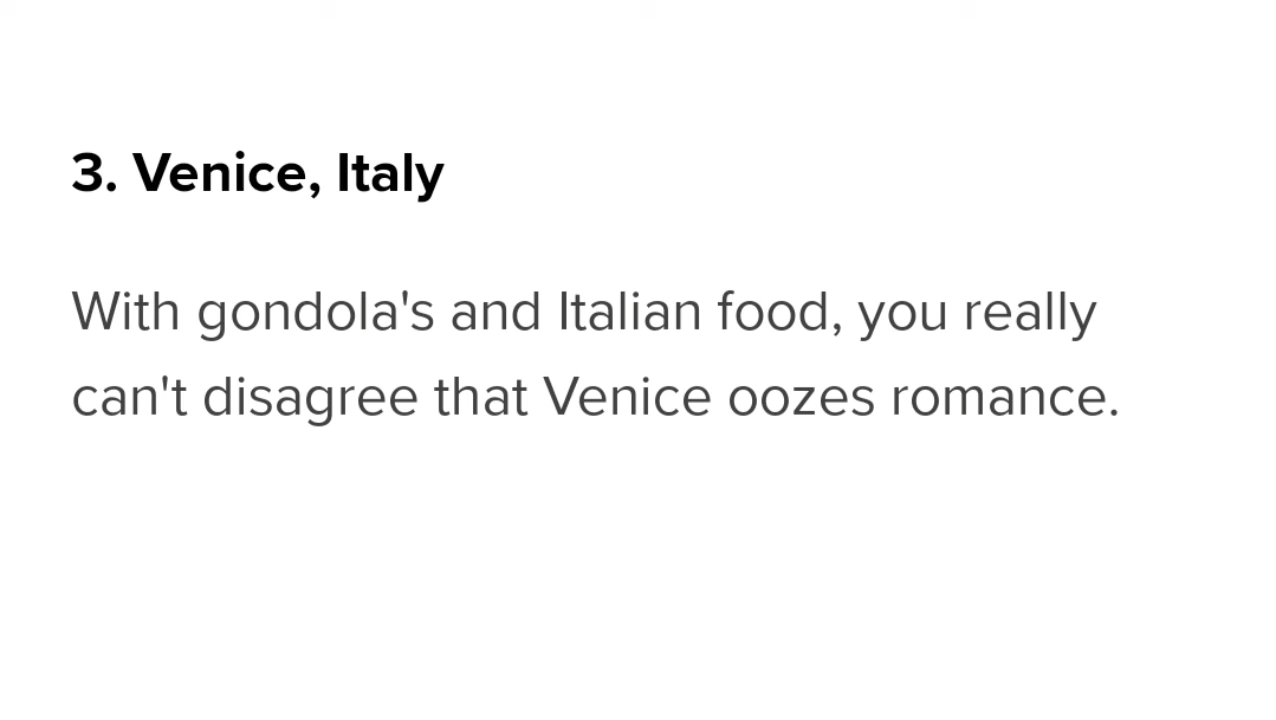 3. Venice, Italy
With gondola's and Italian food, you really
can't disagree that Venice oozes romance.